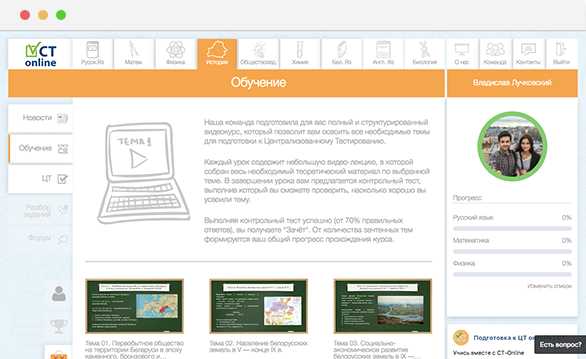 CT
online
Русск.Яз
Матем.
Физика
История
Обществовед.
Химия
Бел. Яз
Англ. Яз
Биология
О нас
Команда
Контакты
Выйти
Обучение
Владислав Лучковский
Новости
Обучение
ЦТ
Разбор
заданий
Форум
ТЕМА 1
Наша команда подготовила для вас полный и структурированный
видеокурс, который позволит вам освоить все необходимые темы
для подготовки к Централизованному Тестированию.
Каждый урок содержит небольшую видео-лекцию, в которой
собран весь необходимый теоретический материал по выбранной
теме. В завершении урока вам предлагается контрольный тест,
выполнив который вы сможете проверить, насколько хорошо вы
усвоили тему.
Выполняя контрольный тест успешно (от 70% правильных
ответов), вы получаете "Зачёт". От количества зачтенных тем
формируется ваш общий прогресс прохождения курса.
Прогресс
Русский язык 0%
Математика 0%
Физика 0%
Изменить список
Тема 01. Первобытное общество
на территории Беларуси в эпоху
каменного, бронзового и
Тема 02. Население белорусских
земель в V — конце IX в.
Тема 03. Социально-
экономическое развитие
белорусских земель в IX —...
Подготовка к ЦТ онлайн
Вместе с CT-Online
Есть вопрос?